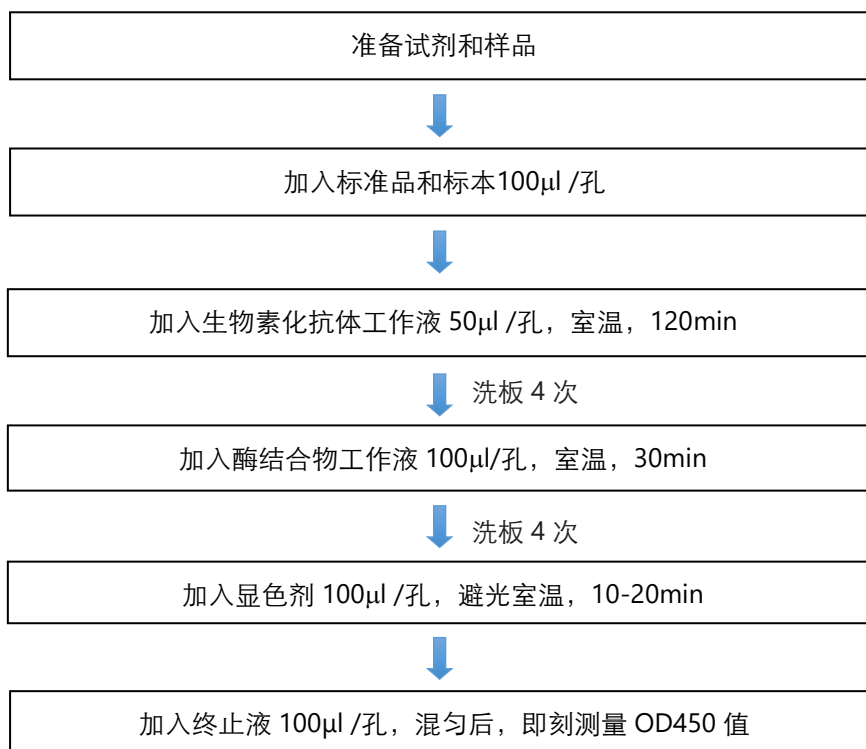 准备试剂和样品
加入标准品和标本100μl /孔
加入生物素化抗体工作液 50μl /孔，室温，120min
洗板 4 次
加入酶结合物工作液 100μl/孔，室温，30min
洗板 4 次
加入显色剂 100μl /孔，避光室温，10-20min
加入终止液 100μl /孔，混匀后，即刻测量 OD450 值